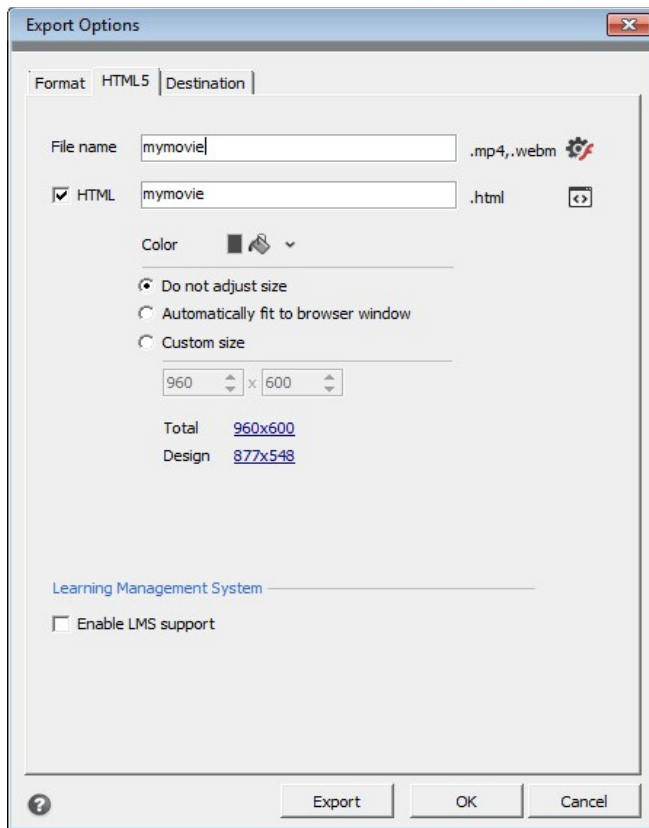 Export Options
Format HTML5 Destination
File name mymovie .mp4,.webm
HTML mymovie .html
Color
Do not adjust size
Automatically fit to browser window
Custom size
960 x 600
Total 960x600
Design 877x548
Learning Management System
Enable LMS support
? Export OK Cancel